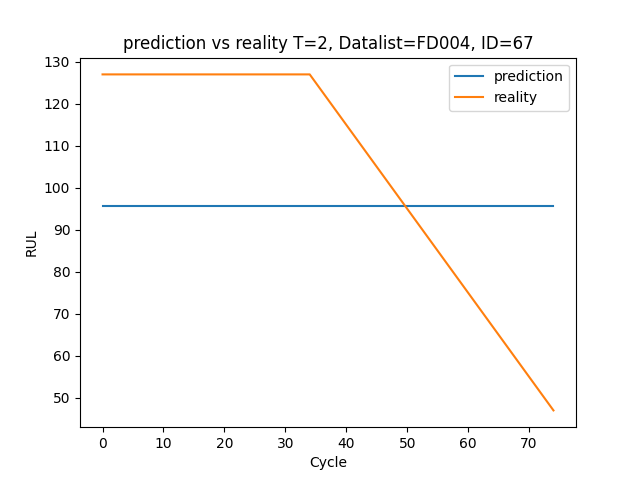 prediction vs reality T=2, Datalist=FD004, ID=67
prediction
reality
130
120
110
100
90
80
70
60
50
RUL
0 10 20 30 40 50 60 70
Cycle